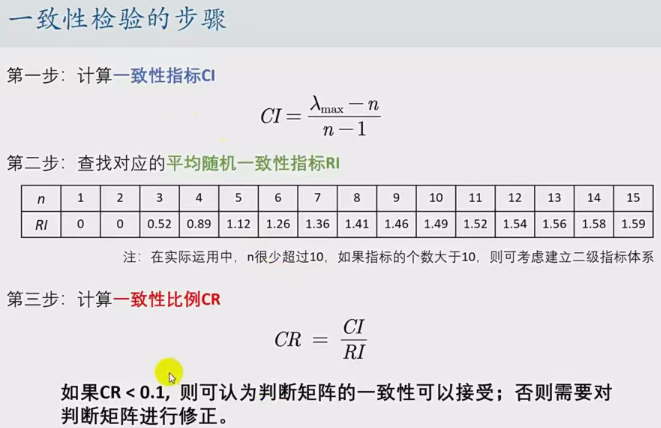 一致性检验的步骤
第一步：计算一致性指标CI
CI = (λmax − n) / (n − 1)
第二步：查找对应的平均随机一致性指标RI
n 1 2 3 4 5 6 7 8 9 10 11 12 13 14 15
RI 0 0 0.52 0.89 1.12 1.26 1.36 1.41 1.46 1.49 1.52 1.54 1.56 1.58 1.59
注：在实际运用中，n很少超过10，如果指标的个数大于10，则可考虑建立二级指标体系
第三步：计算一致性比例CR
CR = CI / RI
如果CR < 0.1, 则可认为判断矩阵的一致性可以接受；否则需要对
判断矩阵进行修正。